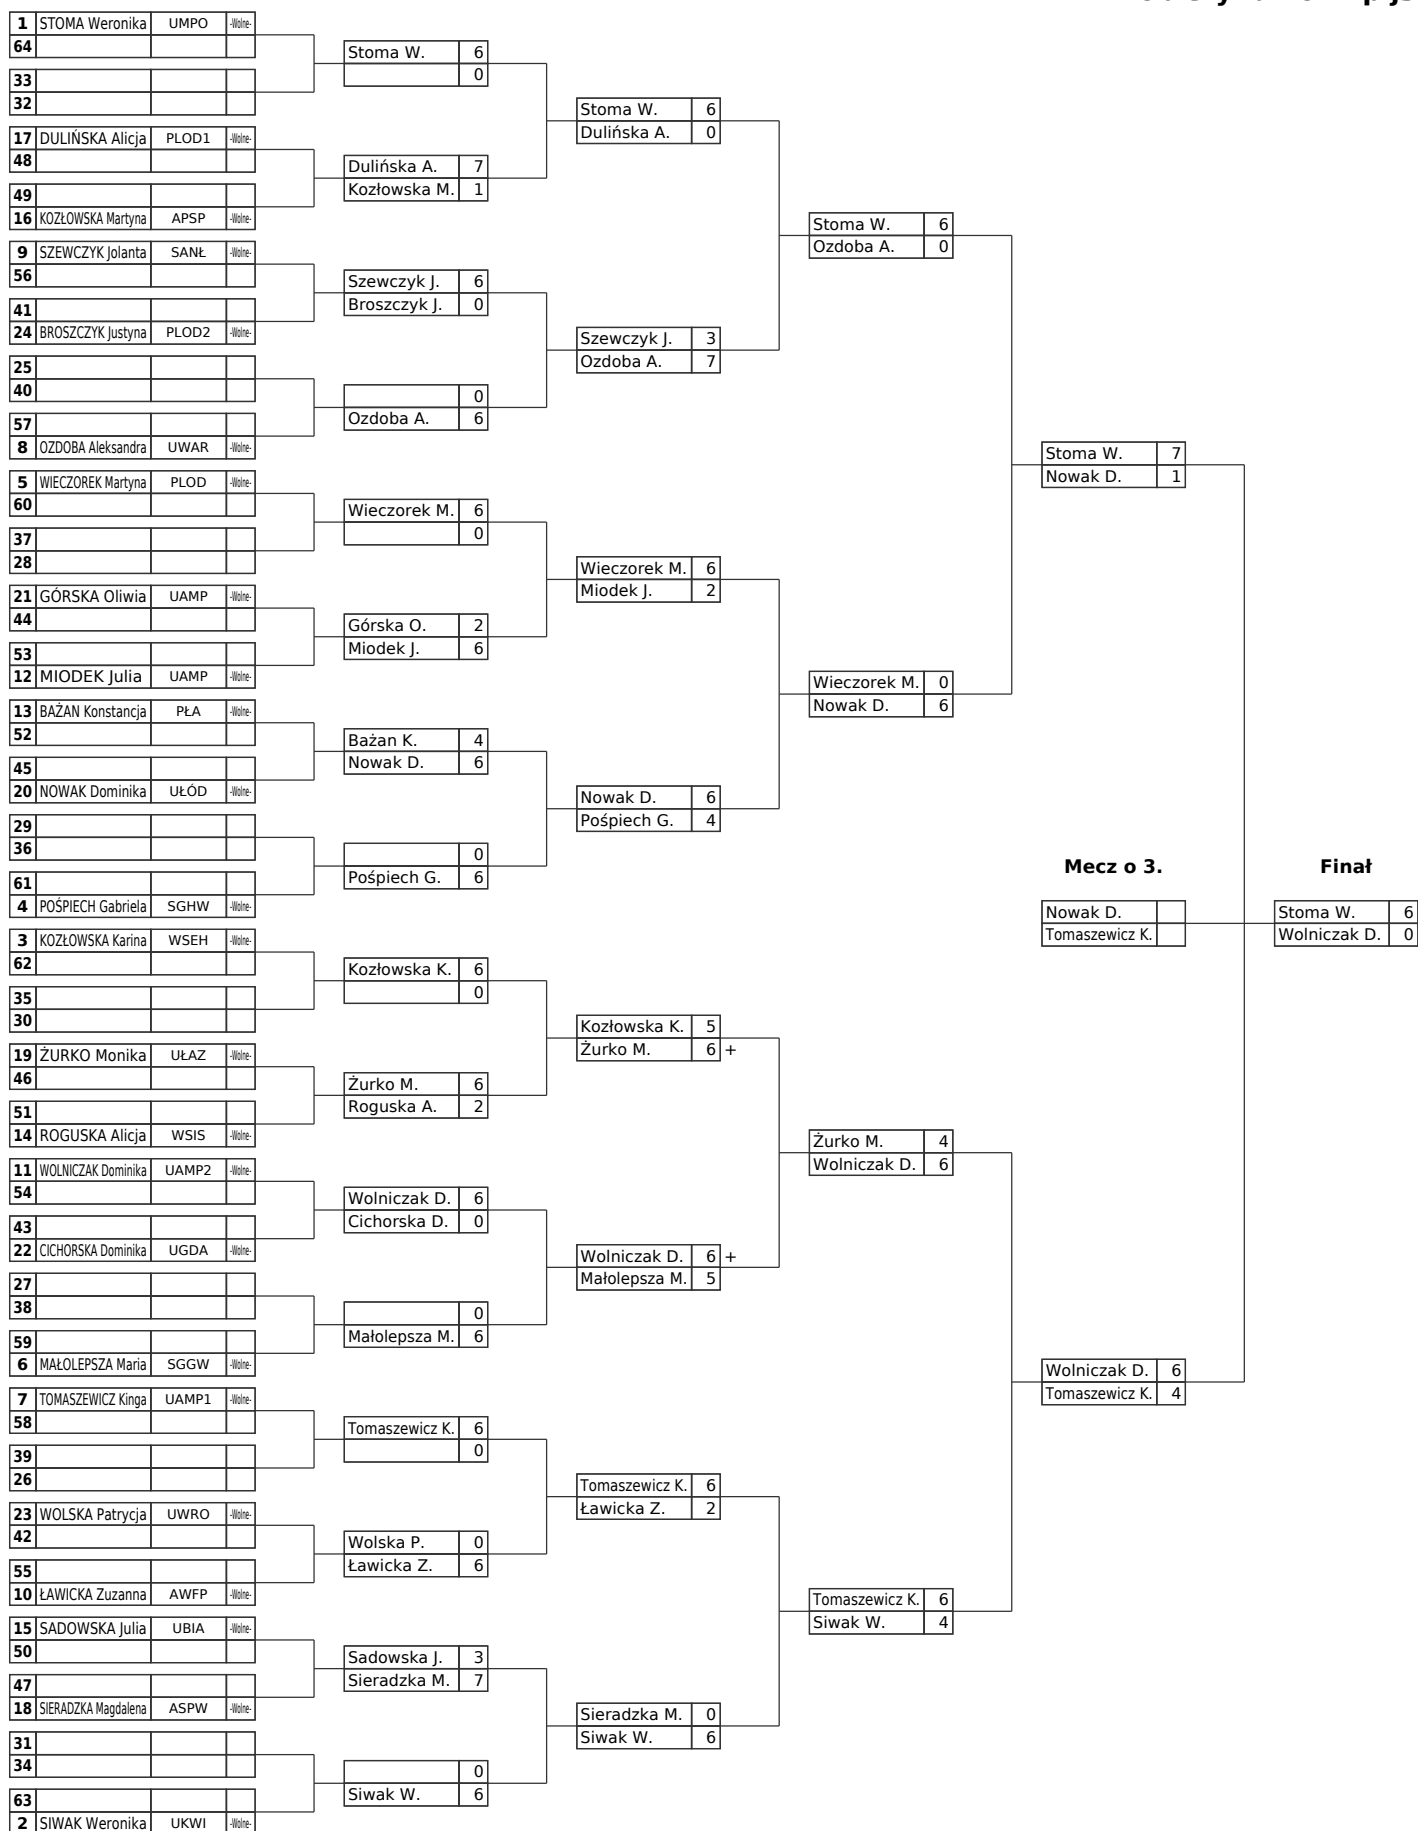 1 STOMA Weronika UMPO -Wolne-
64
33
32
17 DULIŃSKA Alicja PLOD1 -Wolne-
48
49
16 KOZŁOWSKA Martyna APSP -Wolne-
9 SZEWCZYK Jolanta SANŁ -Wolne-
56
41
24 BROSZCZYK Justyna PLOD2 -Wolne-
25
40
57
8 OZDOBA Aleksandra UWAR -Wolne-
5 WIECZOREK Martyna PLOD -Wolne-
60
37
28
21 GÓRSKA Oliwia UAMP -Wolne-
44
53
12 MIODEK Julia UAMP -Wolne-
13 BAŻAN Konstancja PŁA -Wolne-
52
45
20 NOWAK Dominika UŁÓD -Wolne-
29
36
61
4 POŚPIECH Gabriela SGHW -Wolne-
3 KOZŁOWSKA Karina WSEH -Wolne-
62
35
30
19 ŻURKO Monika UŁAZ -Wolne-
46
51
14 ROGUSKA Alicja WSIS -Wolne-
11 WOLNICZAK Dominika UAMP2 -Wolne-
54
43
22 CICHORSKA Dominika UGDA -Wolne-
27
38
59
6 MAŁOLEPSZA Maria SGGW -Wolne-
7 TOMASZEWICZ Kinga UAMP1 -Wolne-
58
39
26
23 WOLSKA Patrycja UWRO -Wolne-
42
55
10 ŁAWICKA Zuzanna AWFP -Wolne-
15 SADOWSKA Julia UBIA -Wolne-
50
47
18 SIERADZKA Magdalena ASPW -Wolne-
31
34
63
2 SIWAK Weronika UKWI -Wolne-
Stoma W. 6
0
Dulińska A. 7
Kozłowska M. 1
Szewczyk J. 6
Broszczyk J. 0
0
Ozdoba A. 6
Wieczorek M. 6
0
Górska O. 2
Miodek J. 6
Bażan K. 4
Nowak D. 6
0
Pośpiech G. 6
Kozłowska K. 6
0
Żurko M. 6
Roguska A. 2
Wolniczak D. 6
Cichorska D. 0
0
Małolepsza M. 6
Tomaszewicz K. 6
0
Wolska P. 0
Ławicka Z. 6
Sadowska J. 3
Sieradzka M. 7
0
Siwak W. 6
Stoma W. 6
Dulińska A. 0
Szewczyk J. 3
Ozdoba A. 7
Wieczorek M. 6
Miodek J. 2
Nowak D. 6
Pośpiech G. 4
Kozłowska K. 5
Żurko M. 6 +
Wolniczak D. 6 +
Małolepsza M. 5
Tomaszewicz K. 6
Ławicka Z. 2
Sieradzka M. 0
Siwak W. 6
Stoma W. 6
Ozdoba A. 0
Wieczorek M. 0
Nowak D. 6
Żurko M. 4
Wolniczak D. 6
Tomaszewicz K. 6
Siwak W. 4
Stoma W. 7
Nowak D. 1
Wolniczak D. 6
Tomaszewicz K. 4
Mecz o 3.
Nowak D.
Tomaszewicz K.
Finał
Stoma W. 6
Wolniczak D. 0